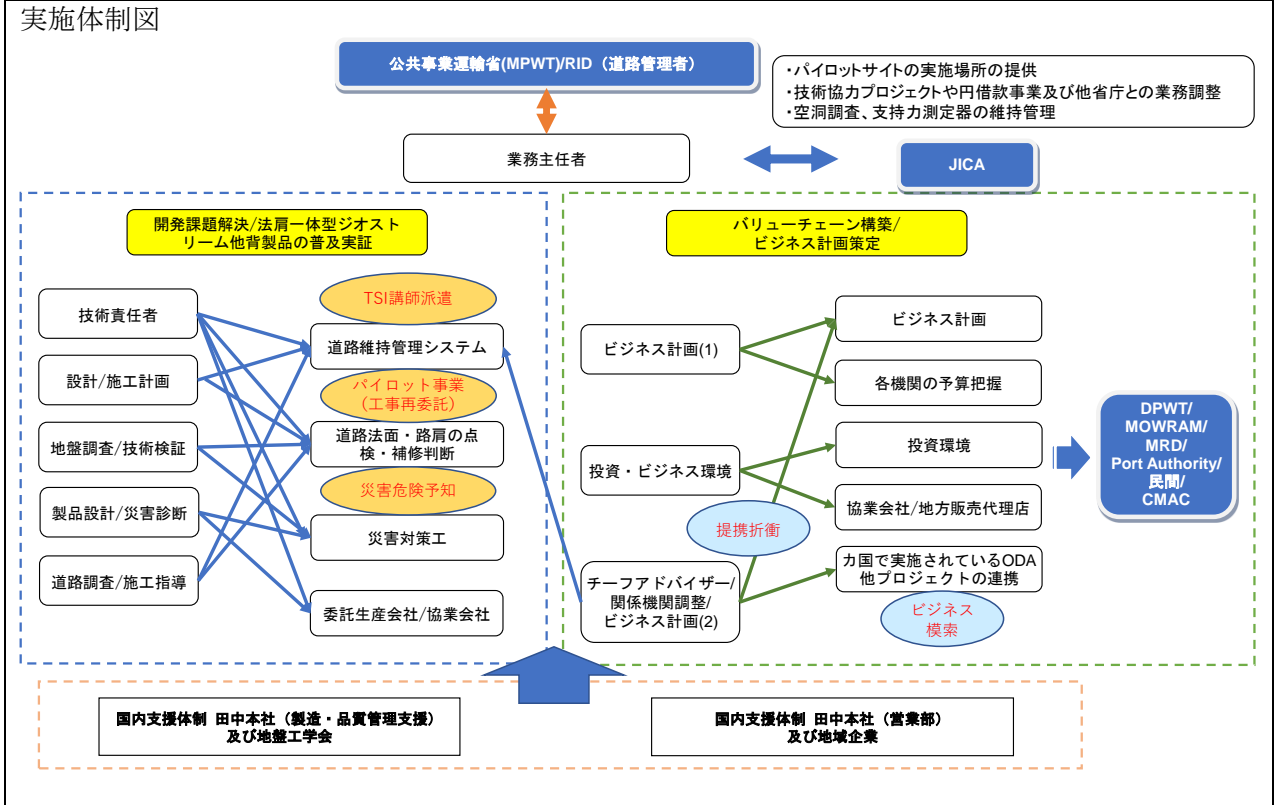 実施体制図
公共事業運輸省(MPWT)/RID（道路管理者）
・パイロットサイトの実施場所の提供
・技術協力プロジェクトや円借款事業及び他省庁との業務調整
・空洞調査、支持力測定器の維持管理
業務主任者
JICA
開発課題解決/法肩一体型ジオスト
リーム他背製品の普及実証
技術責任者
設計/施工計画
地盤調査/技術検証
製品設計/災害診断
道路調査/施工指導
TSI講師派遣
道路維持管理システム
パイロット事業
（工事再委託）
道路法面・路肩の点
検・補修判断
災害危険予知
災害対策工
委託生産会社/協業会社
バリューチェーン構築/
ビジネス計画策定
ビジネス計画(1)
投資・ビジネス環境
提携折衝
チーフアドバイザー/
関係機関調整/
ビジネス計画(2)
ビジネス計画
各機関の予算把握
投資環境
協業会社/地方販売代理店
カ国で実施されているODA
他プロジェクトの連携
ビジネス
模索
DPWT/
MOWRAM/
MRD/
Port Authority/
民間/
CMAC
国内支援体制 田中本社（製造・品質管理支援）
及び地盤工学会
国内支援体制 田中本社（営業部）
及び地域企業